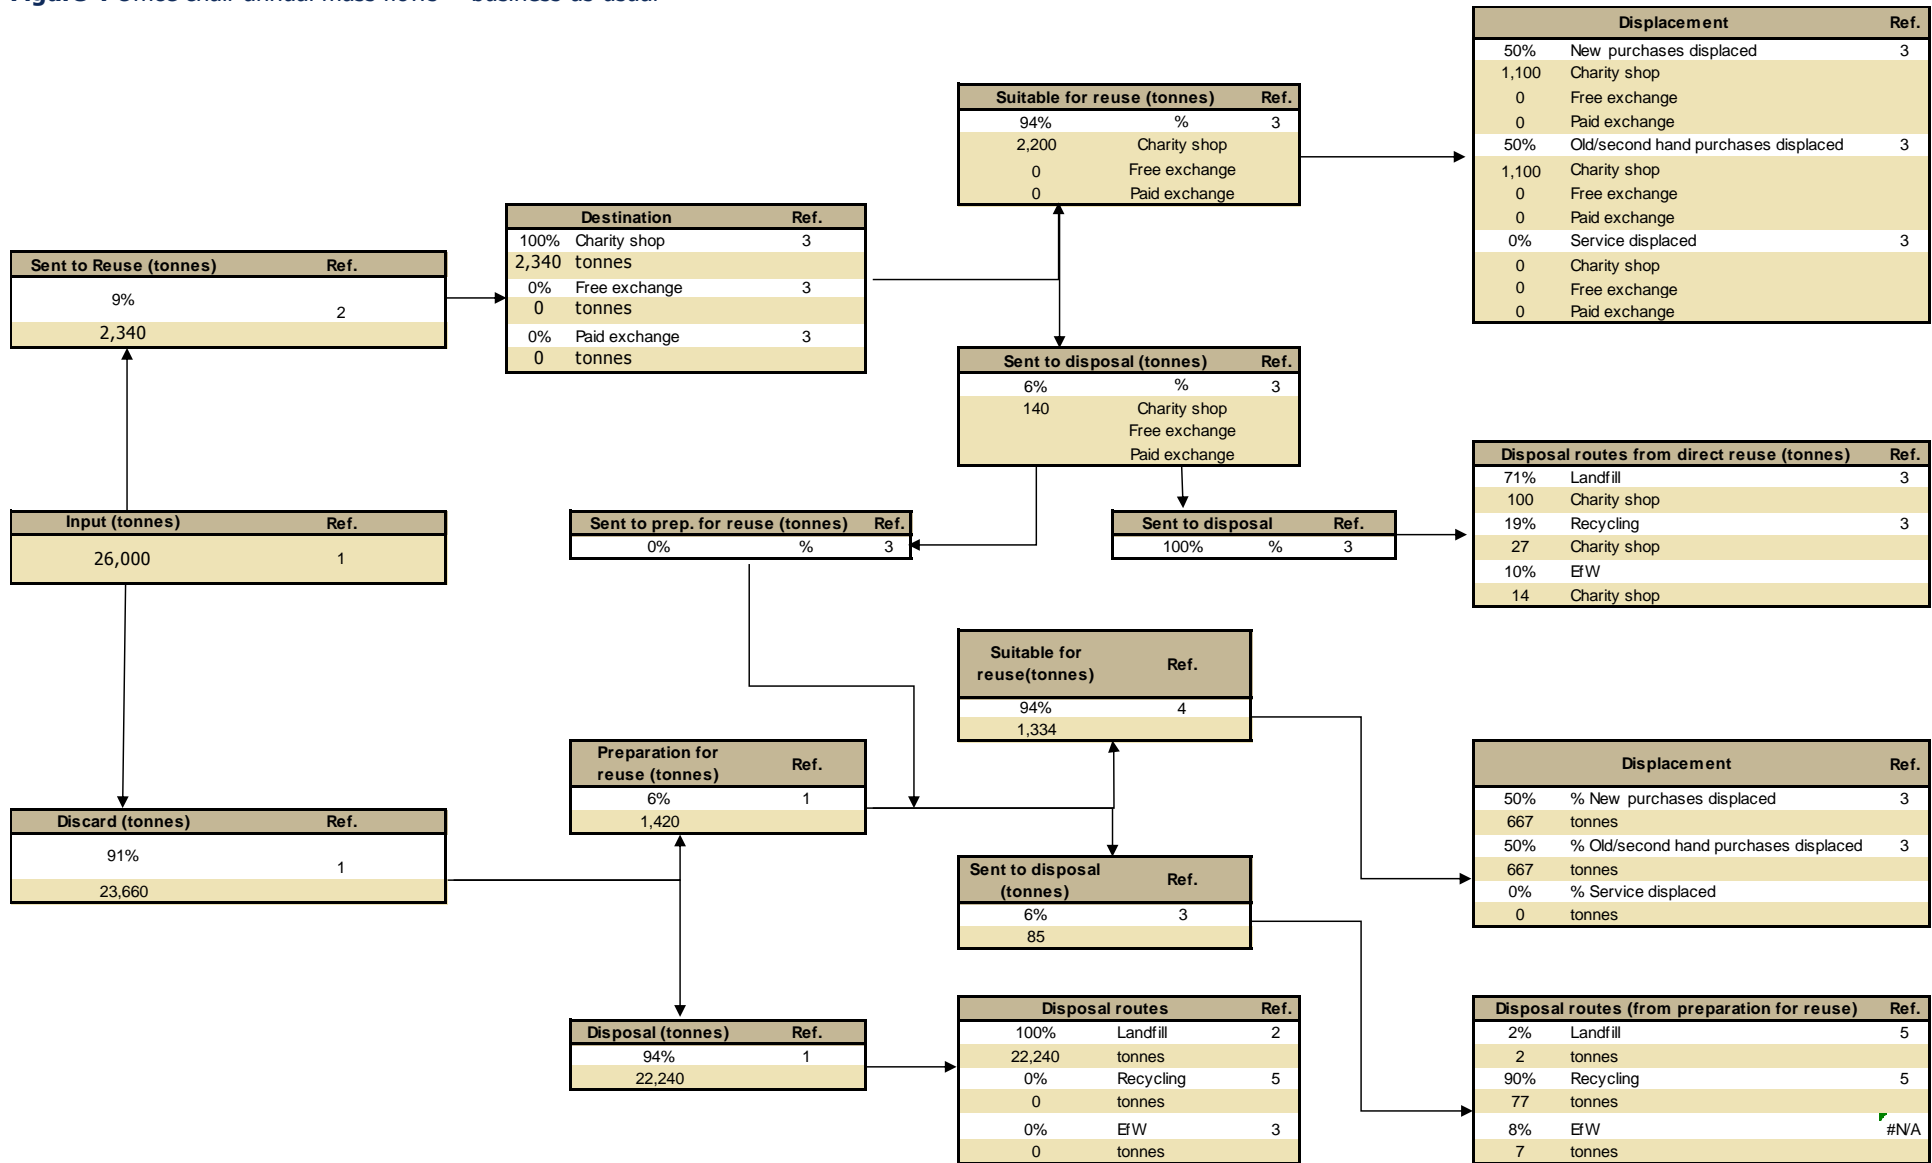 Figure Office chair annual mass flows – business as usual
Displacement Ref.
50% New purchases displaced 3
1,100 Charity shop
0 Free exchange
0 Paid exchange
50% Old/second hand purchases displaced 3
1,100 Charity shop
0 Free exchange
0 Paid exchange
0% Service displaced 3
0 Charity shop
0 Free exchange
0 Paid exchange
Suitable for reuse (tonnes) Ref.
94% % 3
2,200 Charity shop
0 Free exchange
0 Paid exchange
Destination Ref.
100% Charity shop 3
2,340 tonnes
0% Free exchange 3
0 tonnes
0% Paid exchange 3
0 tonnes
Sent to Reuse (tonnes) Ref.
9%
2
2,340
Sent to disposal (tonnes) Ref.
6% % 3
140 Charity shop
Free exchange
Paid exchange
Disposal routes from direct reuse (tonnes) Ref.
71% Landfill 3
100 Charity shop
19% Recycling 3
27 Charity shop
10% EfW
14 Charity shop
Input (tonnes) Ref.
26,000 1
Sent to prep. for reuse (tonnes) Ref.
0% % 3
Sent to disposal Ref.
100% % 3
Suitable for
reuse(tonnes) Ref.
94% 4
1,334
Preparation for
reuse (tonnes) Ref.
6% 1
1,420
Displacement Ref.
50% % New purchases displaced 3
667 tonnes
50% % Old/second hand purchases displaced 3
667 tonnes
0% % Service displaced
0 tonnes
Discard (tonnes) Ref.
91%
1
23,660
Sent to disposal
(tonnes) Ref.
6% 3
85
Disposal (tonnes) Ref.
94% 1
22,240
Disposal routes Ref.
100% Landfill 2
22,240 tonnes
0% Recycling 5
0 tonnes
0% EfW 3
0 tonnes
Disposal routes (from preparation for reuse) Ref.
2% Landfill 5
2 tonnes
90% Recycling 5
77 tonnes
8% EfW #N/A
7 tonnes